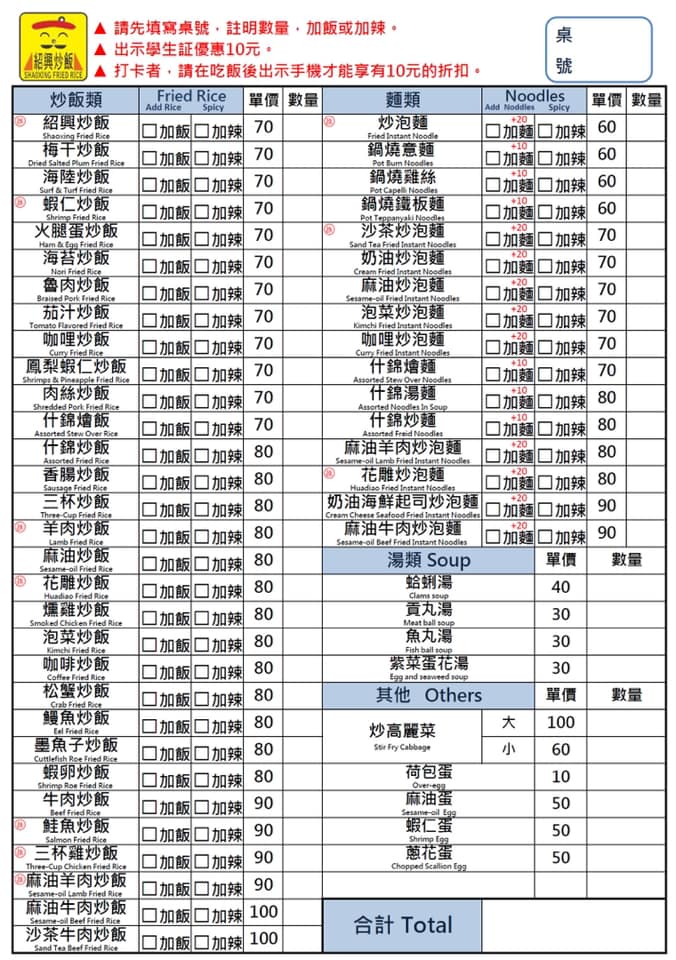 紹興炒飯
SHAOXING FRIED RICE
▲ 請先填寫桌號，註明數量，加飯或加辣。
▲ 出示學生証優惠10元。
▲ 打卡者，請在吃飯後出示手機才能享有10元的折扣。
桌
號
炒飯類 Fried Rice 單價 數量
Add Rice Spicy
紹興炒飯 □加飯 □加辣 70
Shaoxing Fried Rice
梅干炒飯 □加飯 □加辣 70
Dried Salted Plum Fried Rice
海陸炒飯 □加飯 □加辣 70
Surf & Turf Fried Rice
蝦仁炒飯 □加飯 □加辣 70
Shrimp Fried Rice
火腿蛋炒飯 □加飯 □加辣 70
Ham & Egg Fried Rice
海苔炒飯 □加飯 □加辣 70
Nori Fried Rice
魯肉炒飯 □加飯 □加辣 70
Braised Pork Fried Rice
茄汁炒飯 □加飯 □加辣 70
Tomato Flavored Fried Rice
咖哩炒飯 □加飯 □加辣 70
Curry Fried Rice
鳳梨蝦仁炒飯 □加飯 □加辣 70
Shrimps & Pineapple Fried Rice
肉絲炒飯 □加飯 □加辣 70
Shredded Pork Fried Rice
什錦燴飯 □加飯 □加辣 70
Assorted Stew Over Rice
什錦炒飯 □加飯 □加辣 80
Assorted Fried Rice
香腸炒飯 □加飯 □加辣 80
Sausage Fried Rice
三杯炒飯 □加飯 □加辣 80
Three-Cup Fried Rice
羊肉炒飯 □加飯 □加辣 80
Lamb Fried Rice
麻油炒飯 □加飯 □加辣 80
Sesame-oil Fried Rice
花雕炒飯 □加飯 □加辣 80
Huadiao Fried Rice
燻雞炒飯 □加飯 □加辣 80
Smoked Chicken Fried Rice
泡菜炒飯 □加飯 □加辣 80
Kimchi Fried Rice
咖啡炒飯 □加飯 □加辣 80
Coffee Fried Rice
松蟹炒飯 □加飯 □加辣 80
Crab Fried Rice
鰻魚炒飯 □加飯 □加辣 80
Eel Fried Rice
墨魚子炒飯 □加飯 □加辣 80
Cuttlefish Roe Fried Rice
蝦卵炒飯 □加飯 □加辣 80
Shrimp Roe Fried Rice
牛肉炒飯 □加飯 □加辣 90
Beef Fried Rice
鮭魚炒飯 □加飯 □加辣 90
Salmon Fried Rice
三杯雞炒飯 □加飯 □加辣 90
Three-Cup Chicken Fried Rice
麻油羊肉炒飯 □加飯 □加辣 90
Sesame-oil Lamb Fried Rice
麻油牛肉炒飯 □加飯 □加辣 100
Sesame-oil Beef Fried Rice
沙茶牛肉炒飯 □加飯 □加辣 100
Sand Tea Beef Fried Rice
麵類 Noodles 單價 數量
Add Noddles Spicy
炒泡麵 +20 □加麵 □加辣 60
Fried Instant Noodle
鍋燒意麵 +10 □加麵 □加辣 60
Pot Burn Noodles
鍋燒雞絲 +10 □加麵 □加辣 60
Pot Capelli Noodles
鍋燒鐵板麵 +10 □加麵 □加辣 60
Pot Teppanyaki Noodles
沙茶炒泡麵 +20 □加麵 □加辣 70
Sand Tea Fried Instant Noodles
奶油炒泡麵 +20 □加麵 □加辣 70
Cream Fried Instant Noodles
麻油炒泡麵 +20 □加麵 □加辣 70
Sesame-oil Fried Instant Noodles
泡菜炒泡麵 +20 □加麵 □加辣 70
Kimchi Fried Instant Noodles
咖哩炒泡麵 +20 □加麵 □加辣 70
Curry Fried Instant Noodles
什錦燴麵 +10 □加麵 □加辣 70
Assorted Stew Over Noodles
什錦湯麵 +10 □加麵 □加辣 80
Assorted Noodles In Soup
什錦炒麵 +10 □加麵 □加辣 80
Assorted Freid Noodles
麻油羊肉炒泡麵 +20 □加麵 □加辣 80
Sesame-oil Lamb Fried Instant Noodles
花雕炒泡麵 +20 □加麵 □加辣 80
Huadiao Fried Instant Noodles
奶油海鮮起司炒泡麵 +20 □加麵 □加辣 90
Cream Cheese Seafood Fried Instant Noodles
麻油牛肉炒泡麵 +20 □加麵 □加辣 90
Sesame-oil Beef Fried Instant Noodles
湯類 Soup 單價 數量
蛤蜊湯 40
Clams soup
貢丸湯 30
Meat ball soup
魚丸湯 30
Fish ball soup
紫菜蛋花湯 30
Egg and seaweed soup
其他 Others 單價 數量
炒高麗菜 大 100
Stir Fry Cabbage 小 60
荷包蛋 10
Over-egg
麻油蛋 50
Sesame-oil Egg
蝦仁蛋 50
Shrimp Egg
蔥花蛋 50
Chopped Scallion Egg
合計 Total